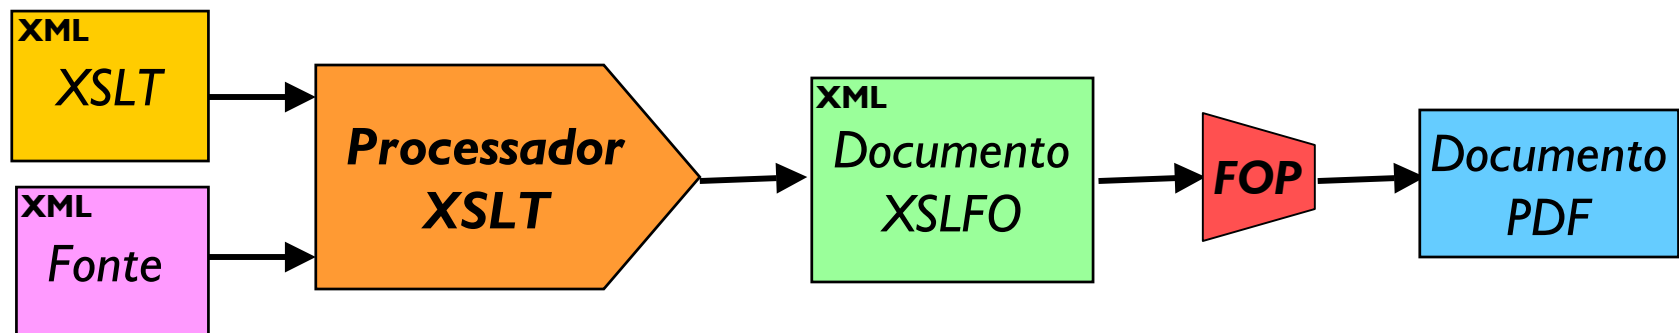 XML
XSLT
XML
Fonte
Processador
XSLT
XML
Documento
XSLFO
FOP
Documento
PDF